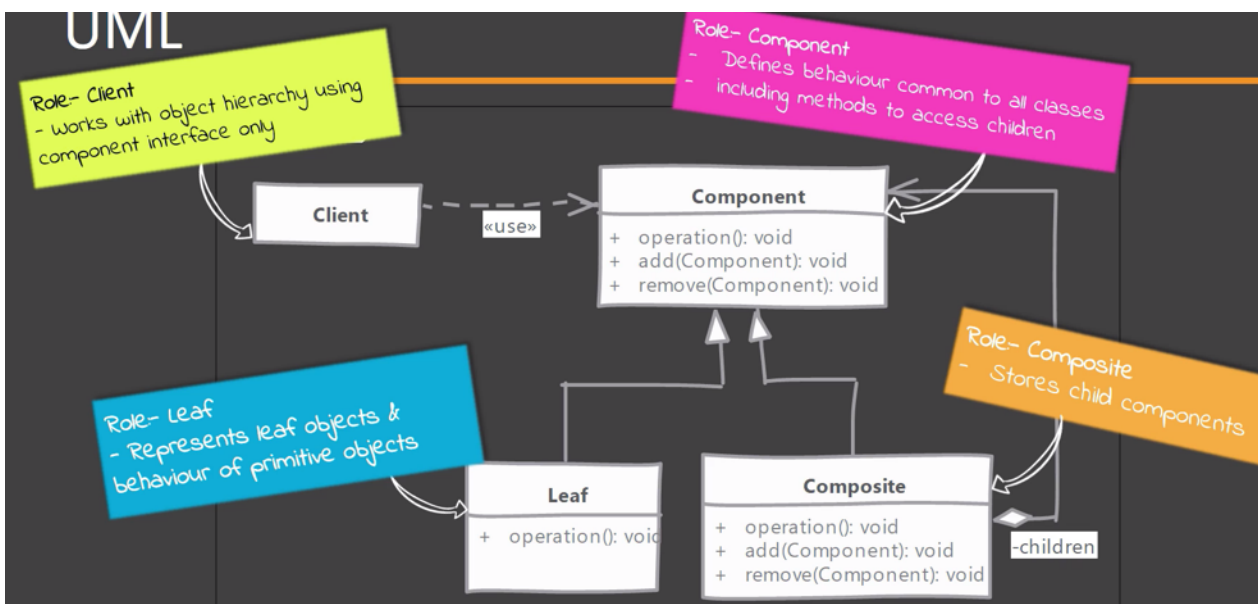 UML
Role:- Client
- Works with object hierarchy using
component interface only
Role:- Component
- Defines behaviour common to all classes
- including methods to access children
Client
«use»
Component
+ operation(): void
+ add(Component): void
+ remove(Component): void
Role:- Leaf
- Represents leaf objects &
behaviour of primitive objects
Role:- Composite
- Stores child components
Leaf
+ operation(): void
Composite
+ operation(): void
+ add(Component): void
+ remove(Component): void
-children